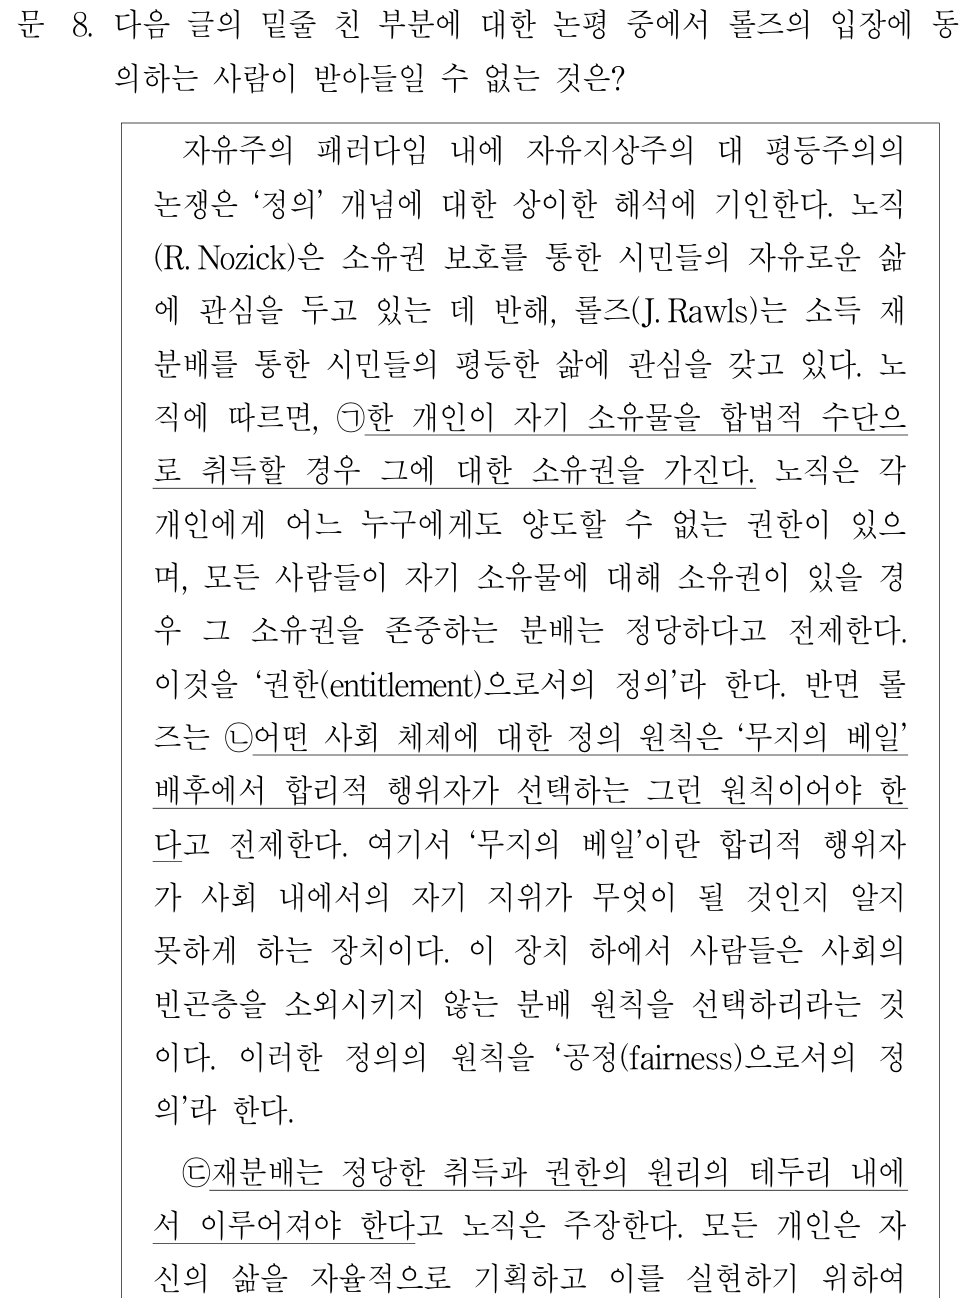 문 8. 다음 글의 밑줄 친 부분에 대한 논평 중에서 롤즈의 입장에 동
의하는 사람이 받아들일 수 없는 것은?
자유주의 패러다임 내에 자유지상주의 대 평등주의의
논쟁은 ‘정의’ 개념에 대한 상이한 해석에 기인한다. 노직
(R. Nozick)은 소유권 보호를 통한 시민들의 자유로운 삶
에 관심을 두고 있는 데 반해, 롤즈(J. Rawls)는 소득 재
분배를 통한 시민들의 평등한 삶에 관심을 갖고 있다. 노
직에 따르면, ㉠한 개인이 자기 소유물을 합법적 수단으
로 취득할 경우 그에 대한 소유권을 가진다. 노직은 각
개인에게 어느 누구에게도 양도할 수 없는 권한이 있으
며, 모든 사람들이 자기 소유물에 대해 소유권이 있을 경
우 그 소유권을 존중하는 분배는 정당하다고 전제한다.
이것을 ‘권한(entitlement)으로서의 정의’라 한다. 반면 롤
즈는 ㉡어떤 사회 체제에 대한 정의 원칙은 ‘무지의 베일’
배후에서 합리적 행위자가 선택하는 그런 원칙이어야 한
다고 전제한다. 여기서 ‘무지의 베일’이란 합리적 행위자
가 사회 내에서의 자기 지위가 무엇이 될 것인지 알지
못하게 하는 장치이다. 이 장치 하에서 사람들은 사회의
빈곤층을 소외시키지 않는 분배 원칙을 선택하리라는 것
이다. 이러한 정의의 원칙을 ‘공정(fairness)으로서의 정
의’라 한다.
㉢재분배는 정당한 취득과 권한의 원리의 테두리 내에
서 이루어져야 한다고 노직은 주장한다. 모든 개인은 자
신의 삶을 자율적으로 기획하고 이를 실현하기 위하여